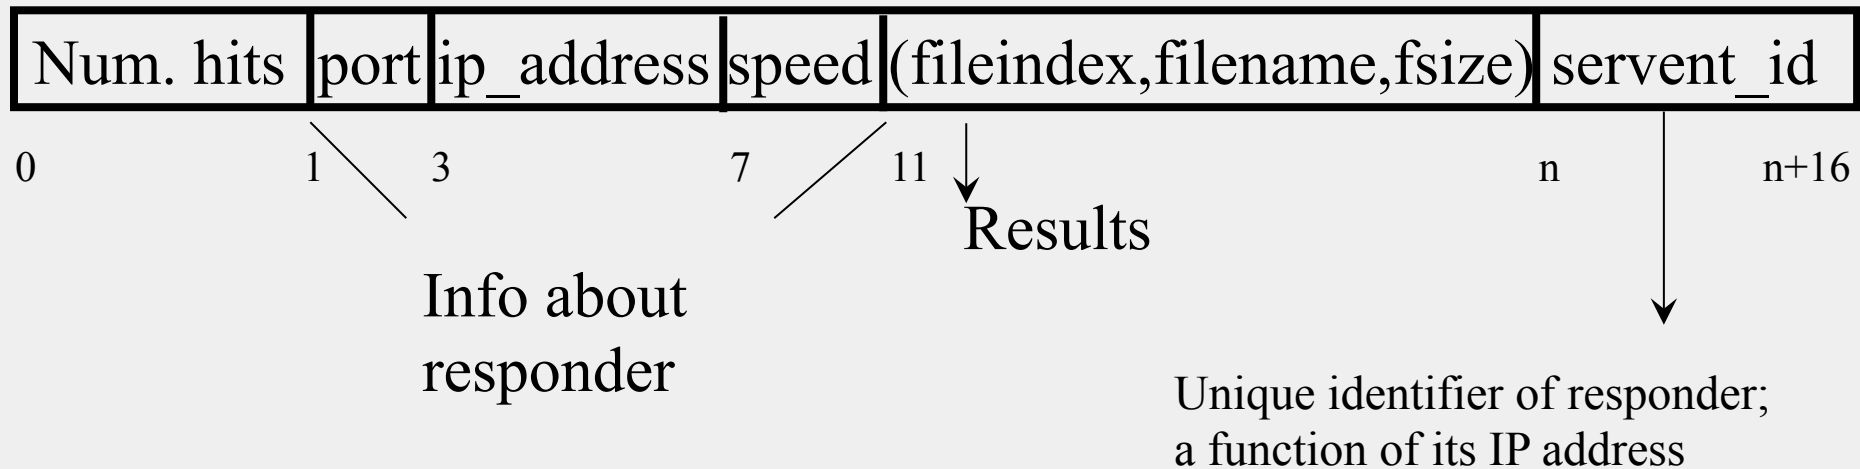 Num. hits port ip_address speed (fileindex,filename,fsize) servent_id
0 1 3 7 11 n n+16
Results
Info about
responder
Unique identifier of responder;
a function of its IP address